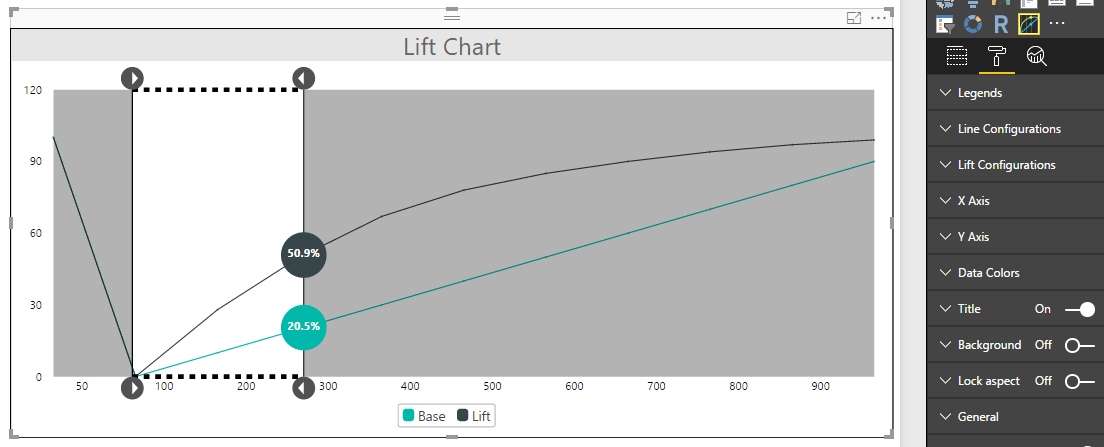 Lift Chart
120
90
60
30
0
50.9%
20.5%
50 100 200 300 400 500 600 700 800 900
Base Lift
R
Legends
Line Configurations
Lift Configurations
X Axis
Y Axis
Data Colors
Title On
Background Off
Lock aspect Off
General